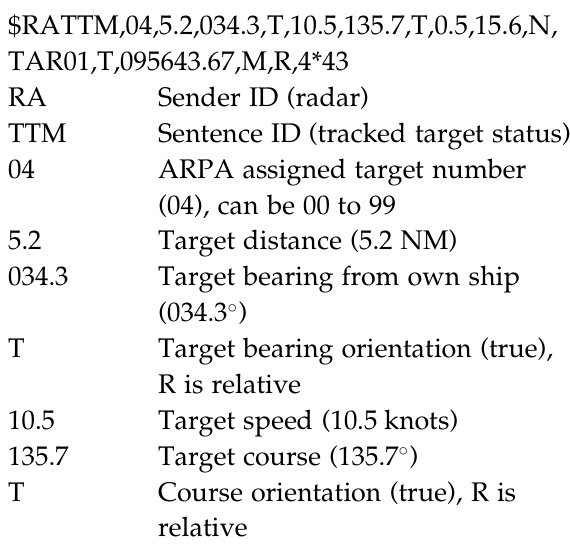 $RATTM,04,5.2,034.3,T,10.5,135.7,T,0.5,15.6,N,
TAR01,T,095643.67,M,R,4*43
RA Sender ID (radar)
TTM Sentence ID (tracked target status)
04 ARPA assigned target number
(04), can be 00 to 99
5.2 Target distance (5.2 NM)
034.3 Target bearing from own ship
(034.3°)
T Target bearing orientation (true),
R is relative
10.5 Target speed (10.5 knots)
135.7 Target course (135.7°)
T Course orientation (true), R is
relative